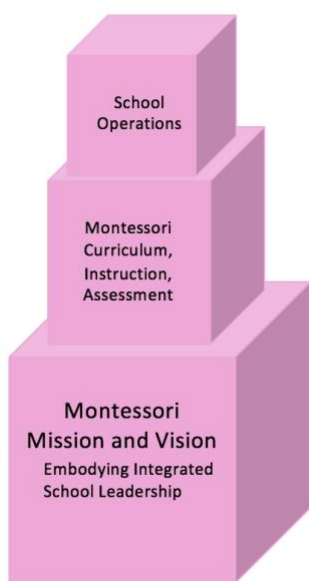 School
Operations
Montessori
Curriculum,
Instruction,
Assessment
Montessori
Mission and Vision
Embodying Integrated
School Leadership